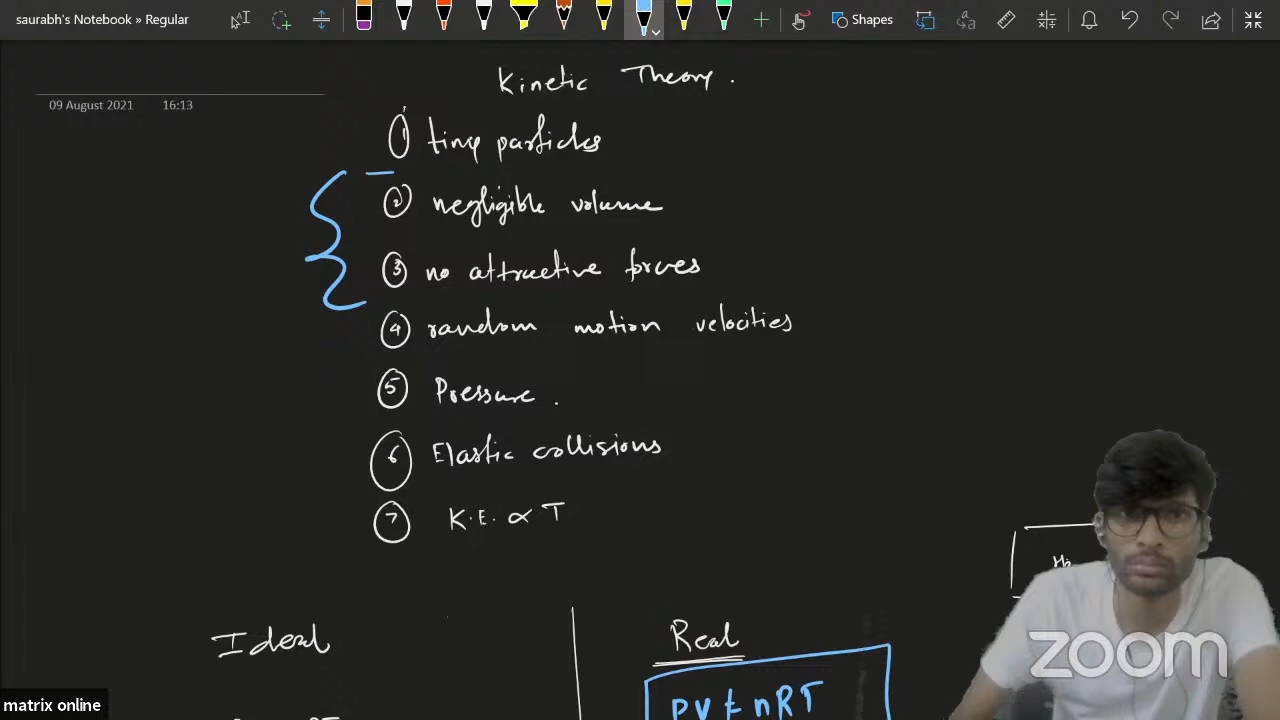 saurabh's Notebook » Regular
Shapes
Kinetic Theory.
09 August 2021 16:13
① tiny particles
② negligible volume
③ no attractive forces
④ random motion velocities
⑤ Pressure.
⑥ Elastic collisions
⑦ K.E. ∝ T
Ideal
Real
PV ≠ nRT
zoom
matrix online